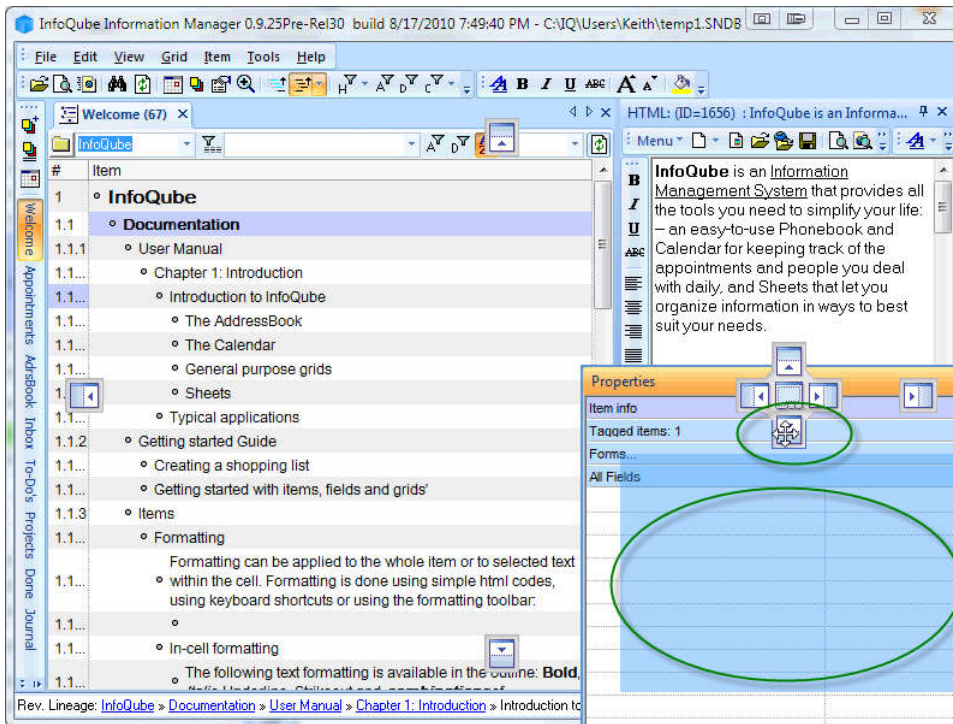 InfoQube Information Manager 0.9.25Pre-Rel30 build 8/17/2010 7:49:40 PM - C:\IQ\Users\Keith\temp1.SNDB
File Edit View Grid Item Tools Help
Welcome (67)
HTML: (ID=1656) : InfoQube is an Informa...
InfoQube
Menu
# Item
1 InfoQube
1.1 Documentation
1.1.1 User Manual
1.1... Chapter 1: Introduction
1.1... Introduction to InfoQube
1.1... The AddressBook
1.1... The Calendar
1.1... General purpose grids
Sheets
1.1... Typical applications
1.1.2 Getting started Guide
1.1... Creating a shopping list
1.1... Getting started with items, fields and grids'
1.1.3 Items
1.1... Formatting
1.1... Formatting can be applied to the whole item or to selected text
within the cell. Formatting is done using simple html codes,
using keyboard shortcuts or using the formatting toolbar:
1.1...
1.1... In-cell formatting
1.1... The following text formatting is available in the outline: Bold,
Rev. Lineage: InfoQube » Documentation » User Manual » Chapter 1: Introduction » Introduction to
Welcome
Appointments
AdrsBook
Inbox
To-Do's
Projects
Done
Journal
InfoQube is an Information
Management System that provides all
the tools you need to simplify your life:
– an easy-to-use Phonebook and
Calendar for keeping track of the
appointments and people you deal
with daily, and Sheets that let you
organize information in ways to best
suit your needs.
Properties
Item info
Tagged items: 1
Forms...
All Fields